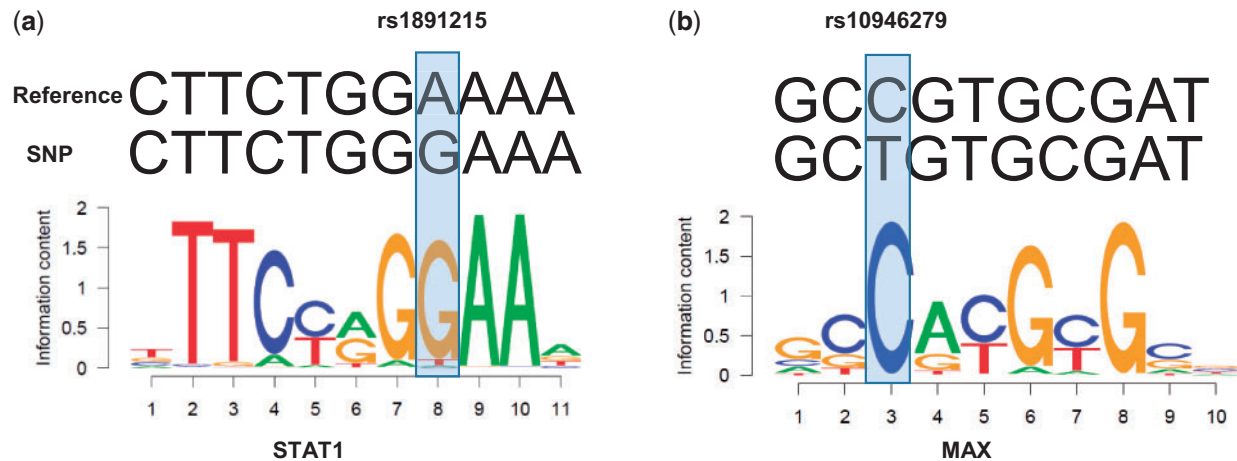 (a) rs1891215
Reference CTTCTGGAAAA
SNP CTTCTGGGAAA
Information content
2
1.5
1
0.5
0
1 2 3 4 5 6 7 8 9 10 11
STAT1
(b) rs10946279
GCCGTGCGAT
GCTGTGCGAT
Information content
2
1.5
1
0.5
0
1 2 3 4 5 6 7 8 9 10
MAX